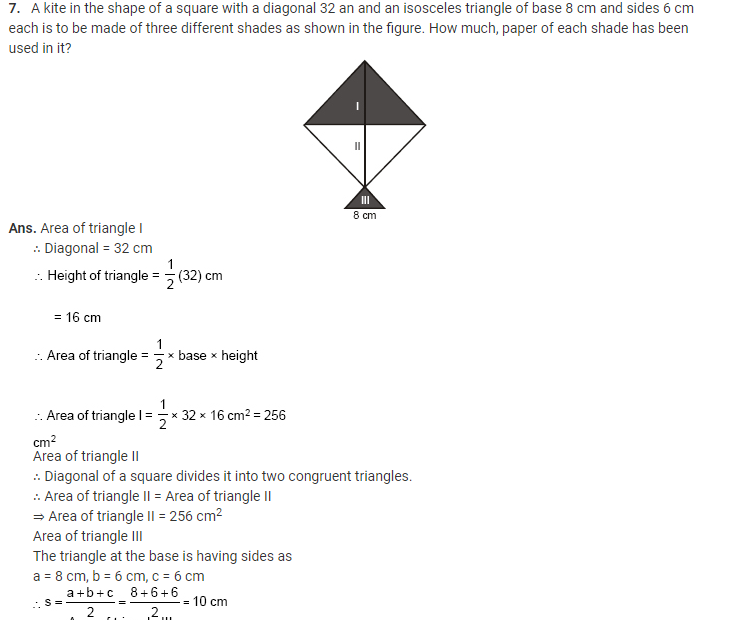 7. A kite in the shape of a square with a diagonal 32 an and an isosceles triangle of base 8 cm and sides 6 cm
each is to be made of three different shades as shown in the figure. How much, paper of each shade has been
used in it?
I
II
III
8 cm
Ans. Area of triangle I
∴ Diagonal = 32 cm
∴ Height of triangle = 1/2 (32) cm
= 16 cm
∴ Area of triangle = 1/2 × base × height
∴ Area of triangle I = 1/2 × 32 × 16 cm² = 256
cm²
Area of triangle II
∴ Diagonal of a square divides it into two congruent triangles.
∴ Area of triangle II = Area of triangle II
⇒ Area of triangle II = 256 cm²
Area of triangle III
The triangle at the base is having sides as
a = 8 cm, b = 6 cm, c = 6 cm
∴ s = a+b+c/2 = 8+6+6/2 = 10 cm